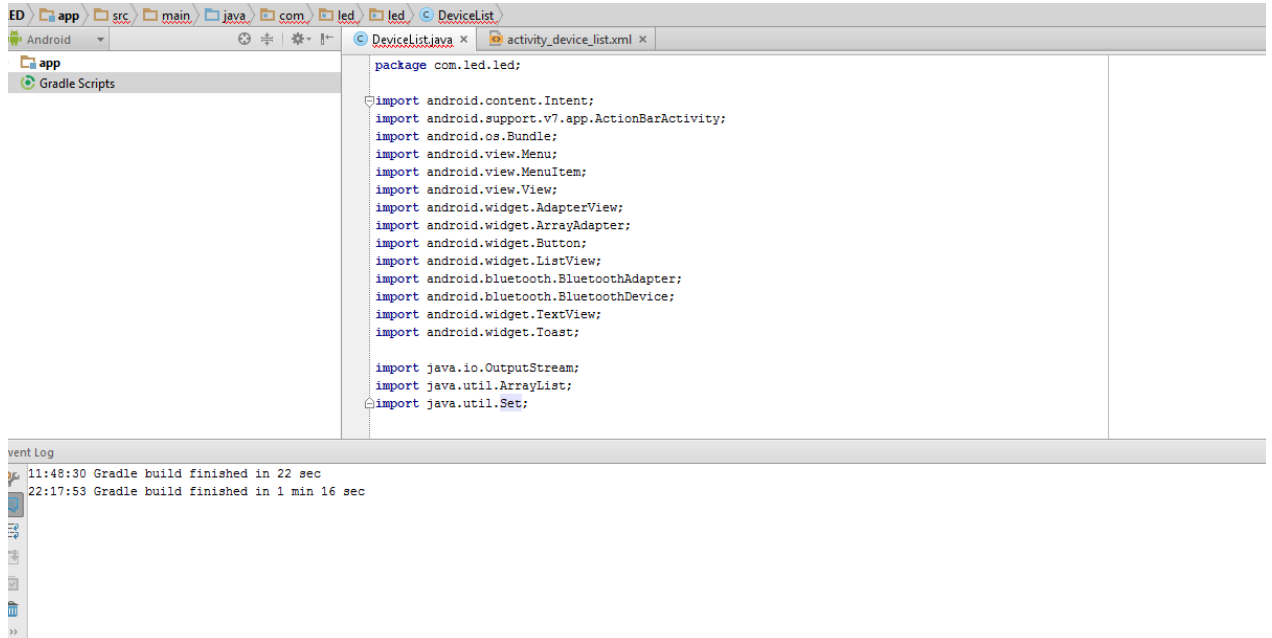 ED app src main java com led led DeviceList
Android
DeviceList.java activity_device_list.xml
app
Gradle Scripts
package com.led.led;
import android.content.Intent;
import android.support.v7.app.ActionBarActivity;
import android.os.Bundle;
import android.view.Menu;
import android.view.MenuItem;
import android.view.View;
import android.widget.AdapterView;
import android.widget.ArrayAdapter;
import android.widget.Button;
import android.widget.ListView;
import android.bluetooth.BluetoothAdapter;
import android.bluetooth.BluetoothDevice;
import android.widget.TextView;
import android.widget.Toast;
import java.io.OutputStream;
import java.util.ArrayList;
import java.util.Set;
vent Log
11:48:30 Gradle build finished in 22 sec
22:17:53 Gradle build finished in 1 min 16 sec